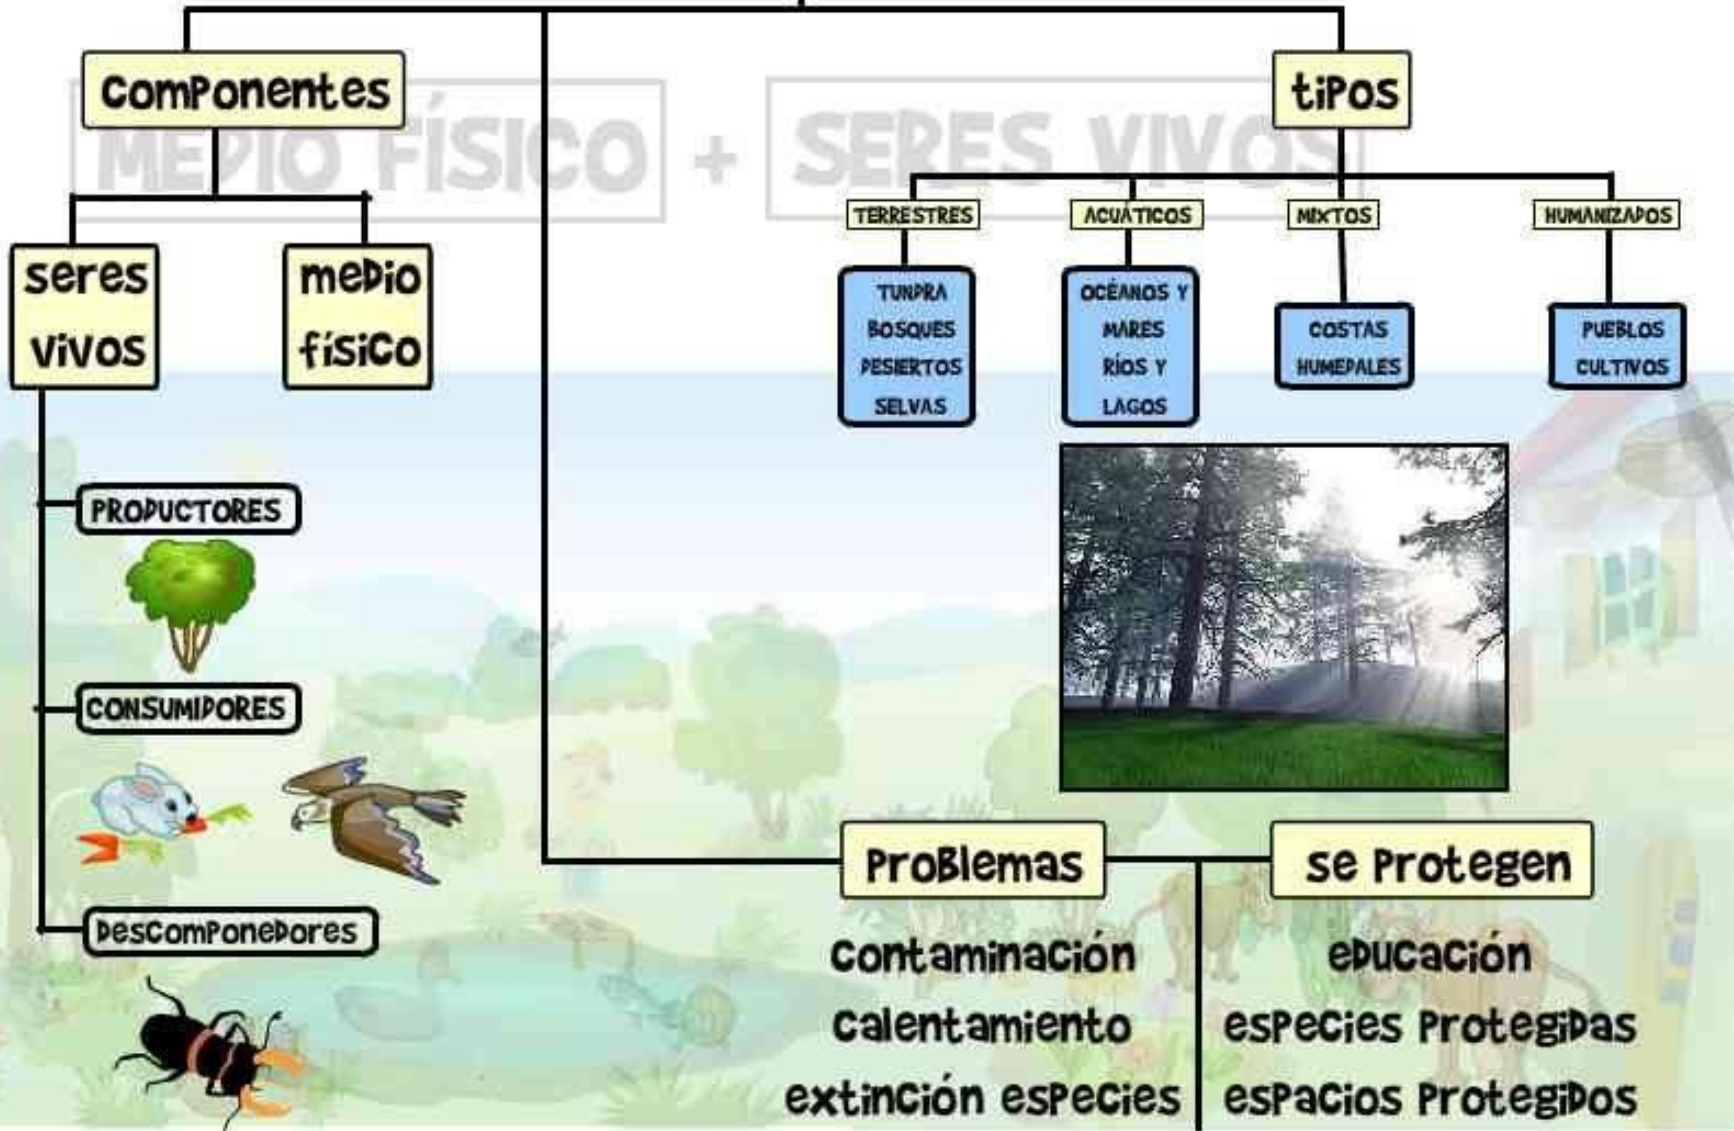 componentes
tipos
MEDIO FÍSICO + SERES VIVOS
TERRESTRES
ACUÁTICOS
MIXTOS
HUMANIZADOS
seres
vivos
medio
físico
TUNDRA
BOSQUES
DESIERTOS
SELVAS
OCÉANOS Y
MARES
RÍOS Y
LAGOS
COSTAS
HUMEDALES
PUEBLOS
CULTIVOS
PRODUCTORES
CONSUMIDORES
descomponedores
problemas
contaminación
calentamiento
extinción especies
se protegen
educación
especies protegidas
espacios protegidos